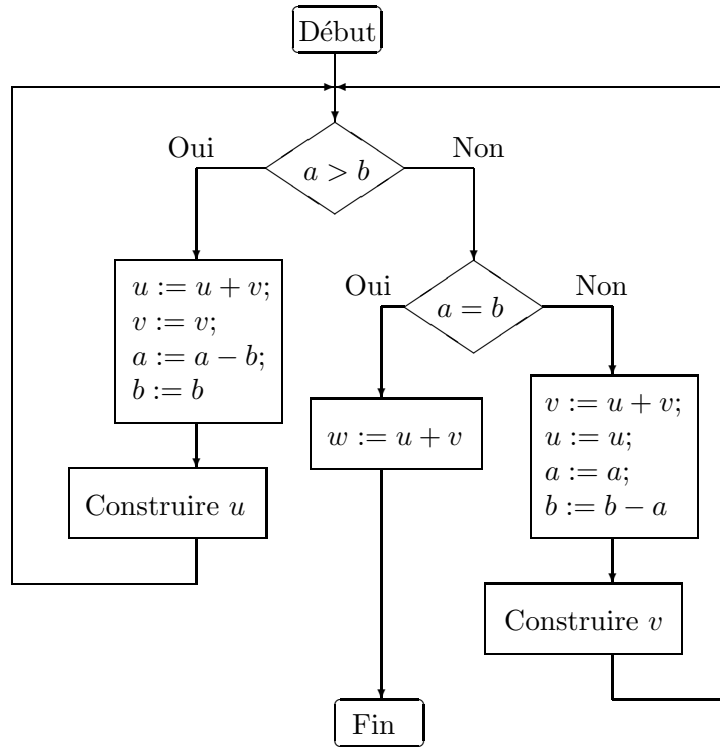 Début
Oui
Non
a > b
u := u + v;
v := v;
a := a − b;
b := b
Construire u
Oui
Non
a = b
w := u + v
v := u + v;
u := u;
a := a;
b := b − a
Construire v
Fin